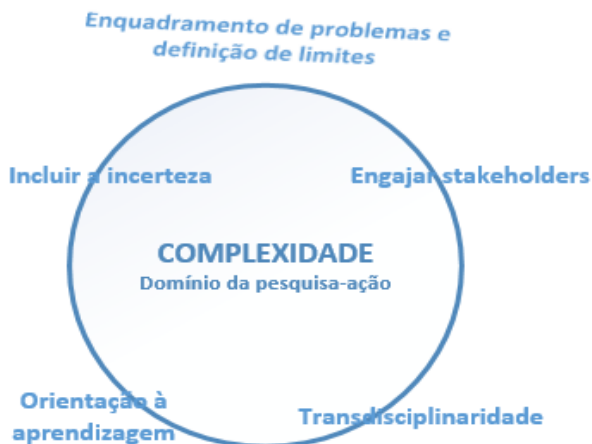 Enquadramento de problemas e
definição de limites
Incluir a incerteza
Engajar stakeholders
COMPLEXIDADE
Domínio da pesquisa-ação
Orientação à
aprendizagem
Transdisciplinaridade